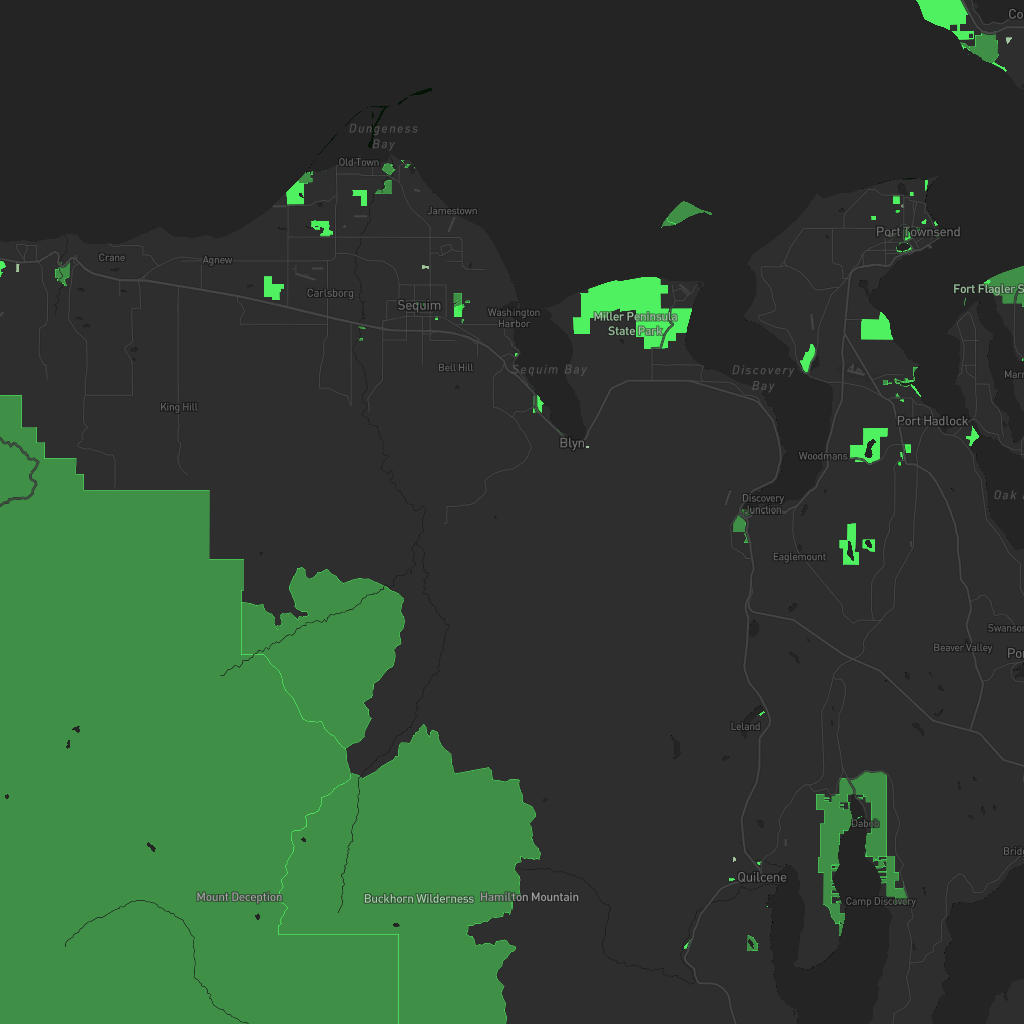 Co
Dungeness
Bay
Old Town
Jamestown
Port Townsend
Crane
Agnew
Fort Flagler S
Carlsborg
Sequim
Washington
Harbor
Miller Peninsula
State Park
Bell Hill
Sequim Bay
Discovery
Bay
Marr
King Hill
Port Hadlock
Blyn
Woodmans
Discovery
Junction
Oak
Eaglemount
Swanson
Beaver Valley
Por
Leland
Dabob
Bridg
Quilcene
Mount Deception
Buckhorn Wilderness
Hamilton Mountain
Camp Discovery